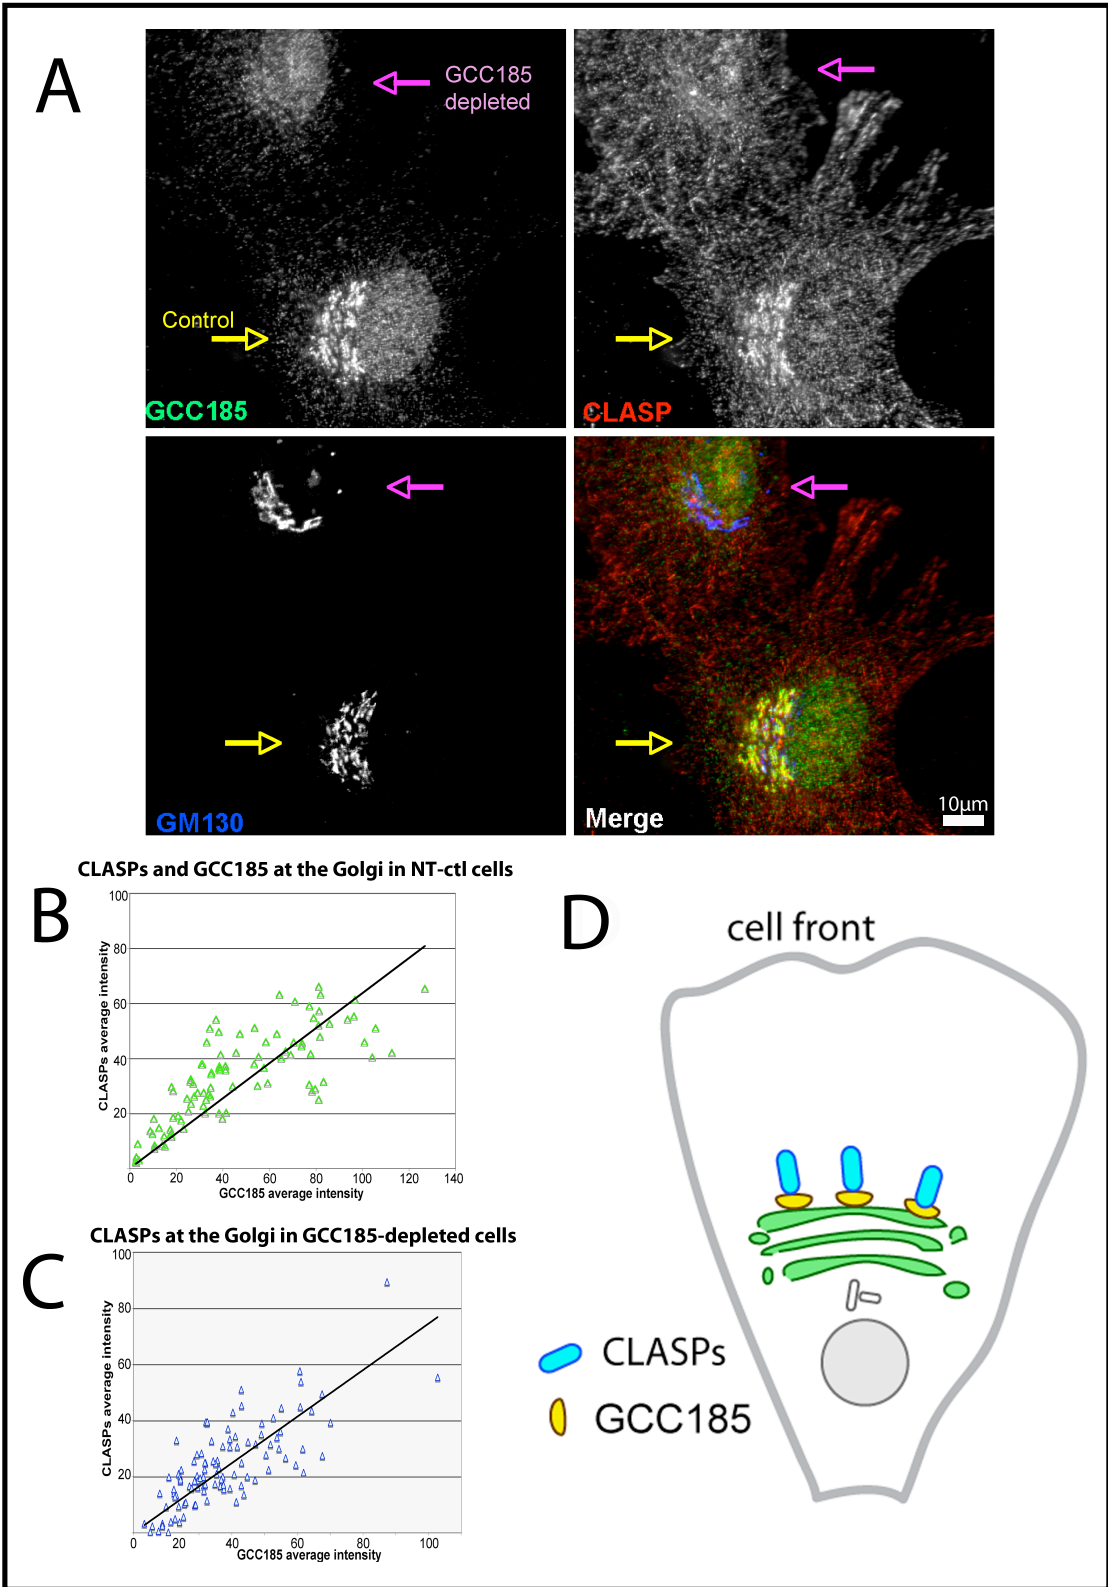 A
GCC185
depleted
Control
GCC185
CLASP
GM130
Merge
10µm
CLASPs and GCC185 at the Golgi in NT-ctl cells
B
CLASPs average intensity
100
80
60
40
20
0 20 40 60 80 100 120 140
GCC185 average intensity
CLASPs at the Golgi in GCC185-depleted cells
C
CLASPs average intensity
100
80
60
40
20
0 20 40 60 80 100
GCC185 average intensity
D
cell front
CLASPs
GCC185